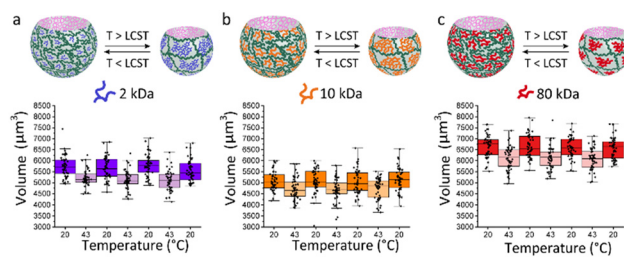 a
T > LCST
T < LCST
2 kDa
Volume (μm³)
8500
8000
7500
7000
6500
6000
5500
5000
4500
4000
3500
3000
20 43 20 43 20 43 20
Temperature (°C)
b
T > LCST
T < LCST
10 kDa
Volume (μm³)
8500
8000
7500
7000
6500
6000
5500
5000
4500
4000
3500
3000
20 43 20 43 20 43 20
Temperature (°C)
c
T > LCST
T < LCST
80 kDa
Volume (μm³)
8500
8000
7500
7000
6500
6000
5500
5000
4500
4000
3500
3000
20 43 20 43 20 43 20
Temperature (°C)